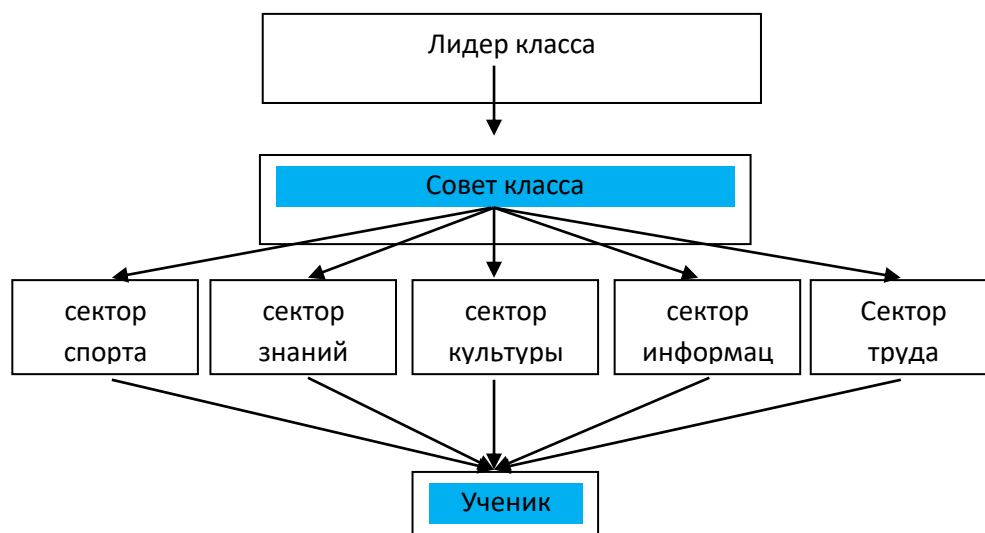 Лидер класса
Совет класса
сектор
спорта
сектор
знаний
сектор
культуры
сектор
информац
Сектор
труда
Ученик